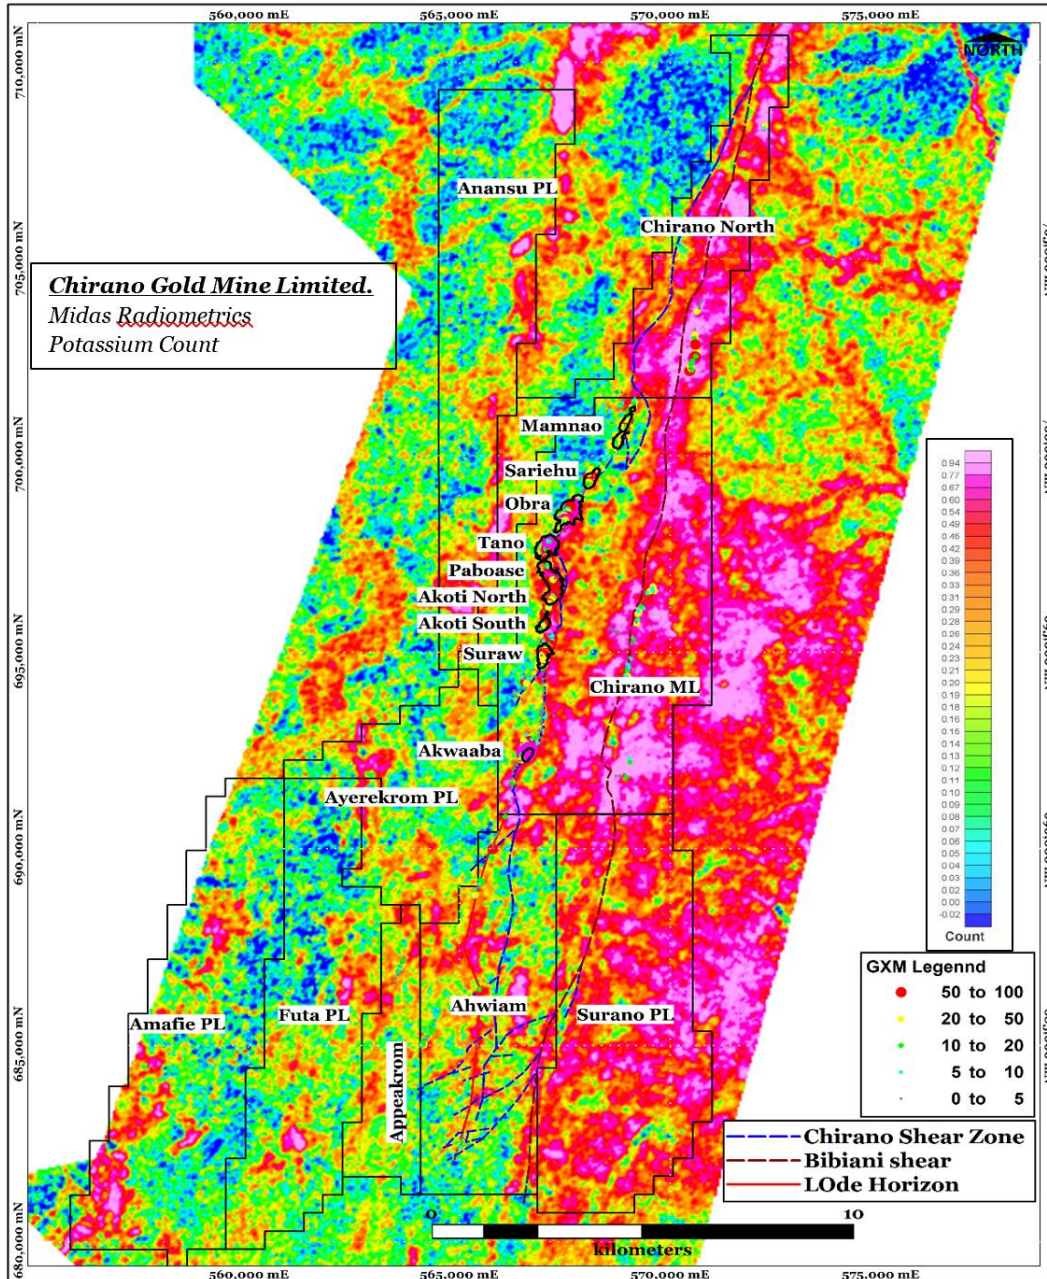 560,000 mE 565,000 mE 570,000 mE 575,000 mE
NORTH
710,000 mN
705,000 mN
700,000 mN
695,000 mN
690,000 mN
685,000 mN
680,000 mN
Anansu PL
Chirano North
Chirano Gold Mine Limited.
Midas Radiometrics
Potassium Count
Mamnao
Sariehu
Obra
Tano
Paboase
Akoti North
Akoti South
Suraw
Chirano ML
Akwaaba
Ayerekrom PL
Ahwiam
Surano PL
Futa PL
Amafie PL
Appeakrom
0.94
0.77
0.67
0.60
0.54
0.49
0.45
0.42
0.39
0.36
0.33
0.31
0.29
0.28
0.26
0.24
0.23
0.21
0.20
0.19
0.18
0.16
0.15
0.14
0.13
0.12
0.11
0.10
0.09
0.08
0.07
0.06
0.05
0.04
0.03
0.02
0.00
-0.02
Count
GXM Legennd
50 to 100
20 to 50
10 to 20
5 to 10
0 to 5
Chirano Shear Zone
Bibiani shear
LOde Horizon
0 10
kilometers
560,000 mE 565,000 mE 570,000 mE 575,000 mE